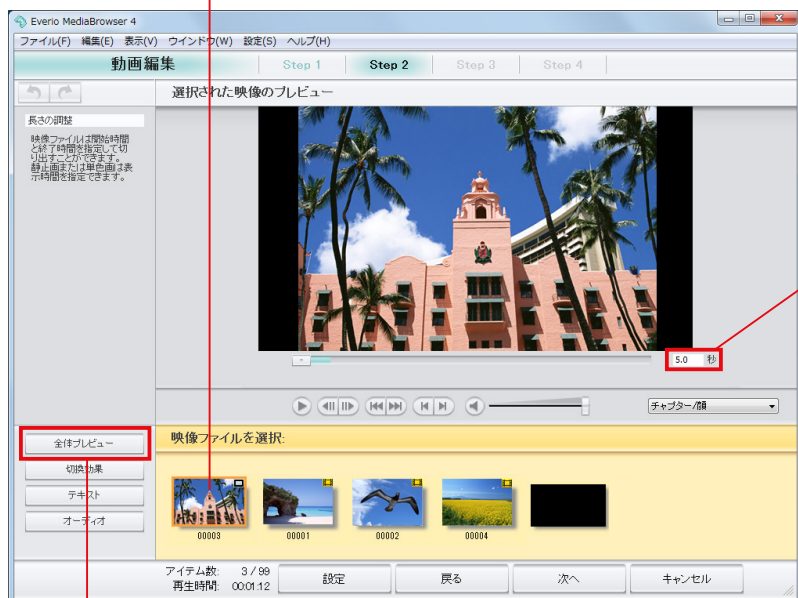 Everio MediaBrowser 4
ファイル(F) 編集(E) 表示(V) ウインドウ(W) 設定(S) ヘルプ(H)
動画編集 Step 1 Step 2 Step 3 Step 4
選択された映像のプレビュー
長さの調整
映像ファイルは開始時間
と終了時間を指定して切
り出すことができます。
静止画または単色画は表
示時間を指定できます。
5.0 秒
チャプター/顔
全体プレビュー
映像ファイルを選択:
切換効果
テキスト
オーディオ
00003 00001 00002 00004
アイテム数: 3 / 99
再生時間: 00:01:12
設定 戻る 次へ キャンセル